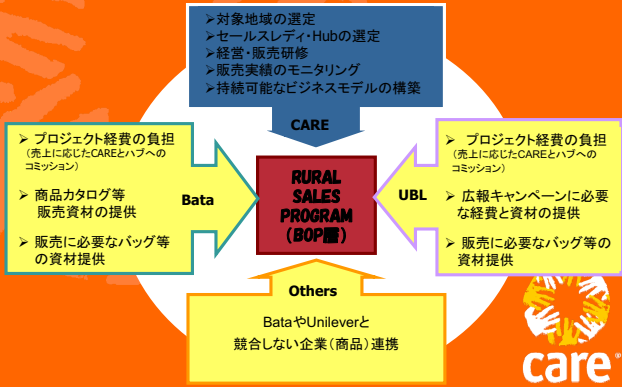 ➢対象地域の選定
➢セールスレディ・Hubの選定
➢経営・販売研修
➢販売実績のモニタリング
➢持続可能なビジネスモデルの構築
CARE
➢ プロジェクト経費の負担
(売上に応じたCAREとハブへの
コミッション)
➢ 商品カタログ等
販売資材の提供
➢ 販売に必要なバッグ等
の資材提供
Bata
RURAL
SALES
PROGRAM
(BOP層)
UBL
➢ プロジェクト経費の負担
(売上に応じたCAREとハブへの
コミッション)
➢ 広報キャンペーンに必要
な経費と資材の提供
➢ 販売に必要なバッグ等の
資材提供
Others
BataやUnileverと
競合しない企業(商品)連携
care®